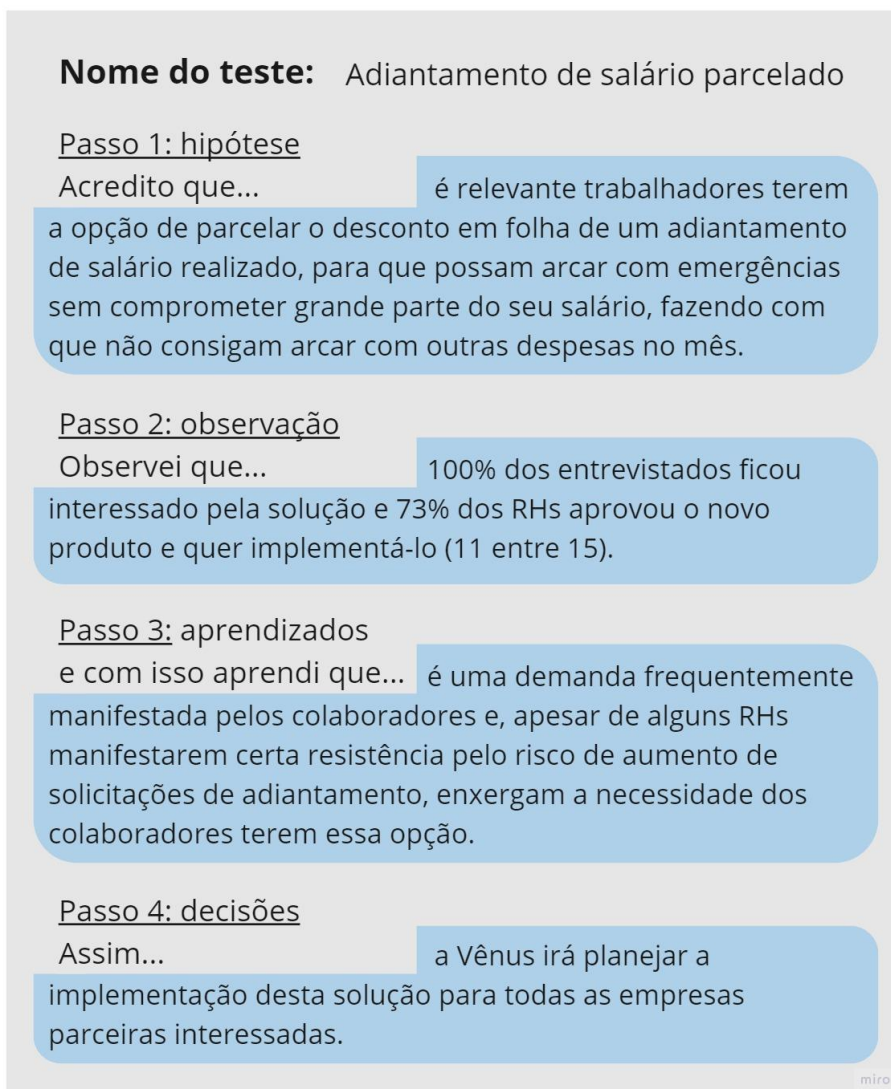 Nome do teste: Adiantamento de salário parcelado
Passo 1: hipótese
Acredito que... é relevante trabalhadores terem
a opção de parcelar o desconto em folha de um adiantamento
de salário realizado, para que possam arcar com emergências
sem comprometer grande parte do seu salário, fazendo com
que não consigam arcar com outras despesas no mês.
Passo 2: observação
Observei que... 100% dos entrevistados ficou
interessado pela solução e 73% dos RHs aprovou o novo
produto e quer implementá-lo (11 entre 15).
Passo 3: aprendizados
e com isso aprendi que... é uma demanda frequentemente
manifestada pelos colaboradores e, apesar de alguns RHs
manifestarem certa resistência pelo risco de aumento de
solicitações de adiantamento, enxergam a necessidade dos
colaboradores terem essa opção.
Passo 4: decisões
Assim... a Vênus irá planejar a
implementação desta solução para todas as empresas
parceiras interessadas.
miro